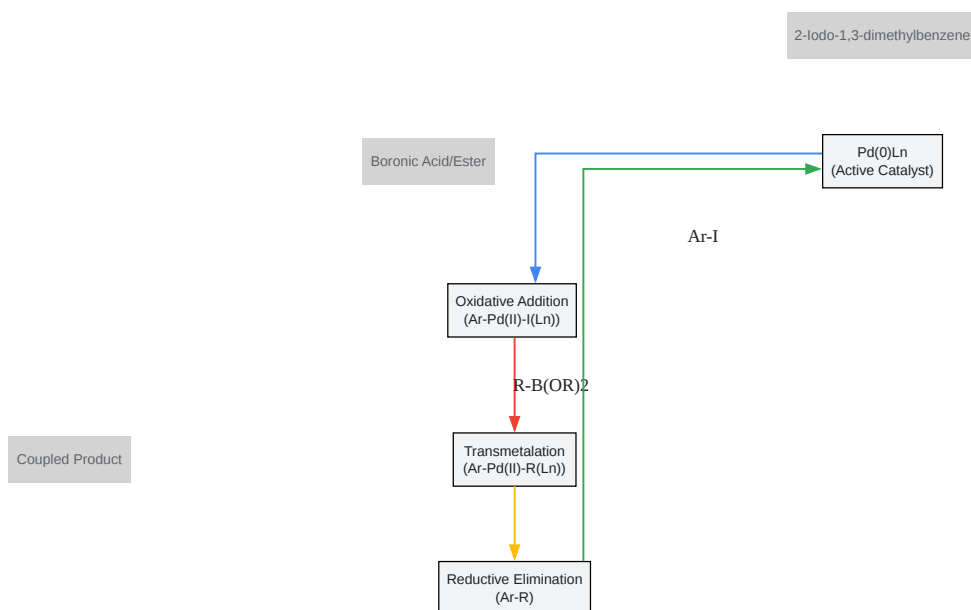 2-Iodo-1,3-dimethylbenzene
Pd(0)Ln
(Active Catalyst)
Boronic Acid/Ester
Ar-I
Oxidative Addition
(Ar-Pd(II)-I(Ln))
R-B(OR)2
Transmetalation
(Ar-Pd(II)-R(Ln))
Coupled Product
Reductive Elimination
(Ar-R)